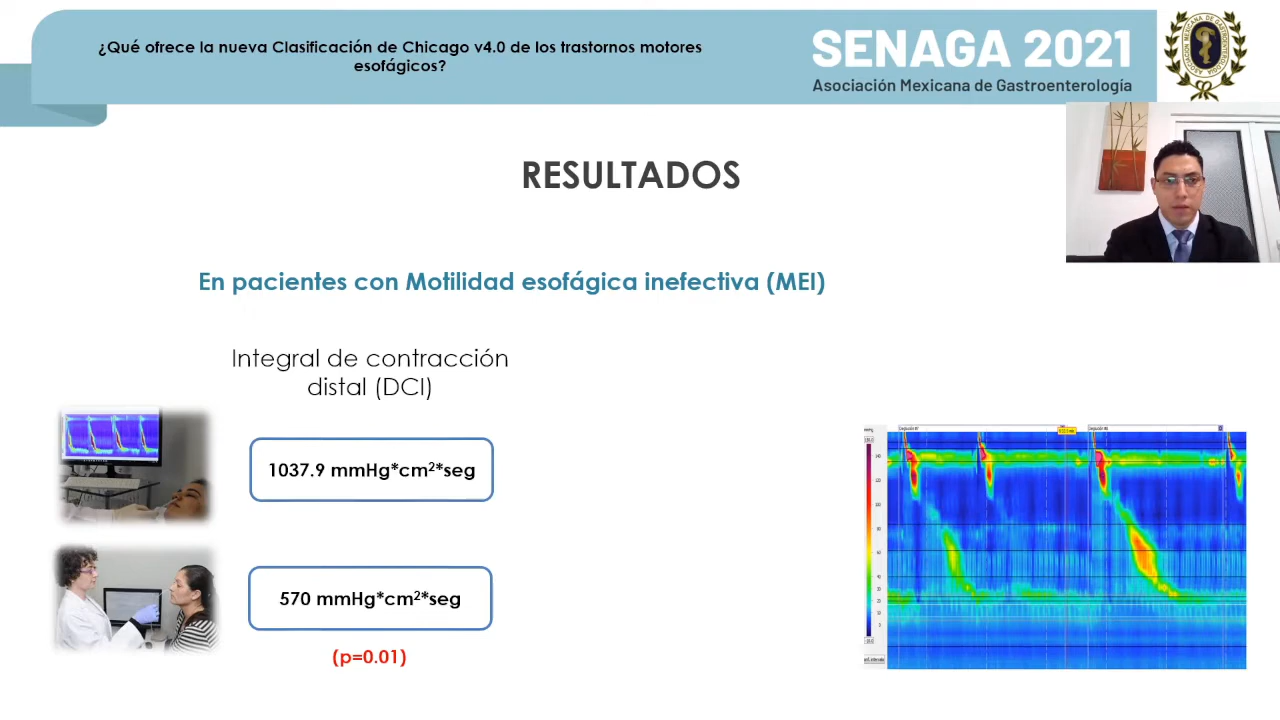 ¿Qué ofrece la nueva Clasificación de Chicago v4.0 de los trastornos motores
esofágicos?
SENAGA 2021
Asociación Mexicana de Gastroenterología
RESULTADOS
En pacientes con Motilidad esofágica inefectiva (MEI)
Integral de contracción
distal (DCI)
1037.9 mmHg*cm²*seg
570 mmHg*cm²*seg
(p=0.01)